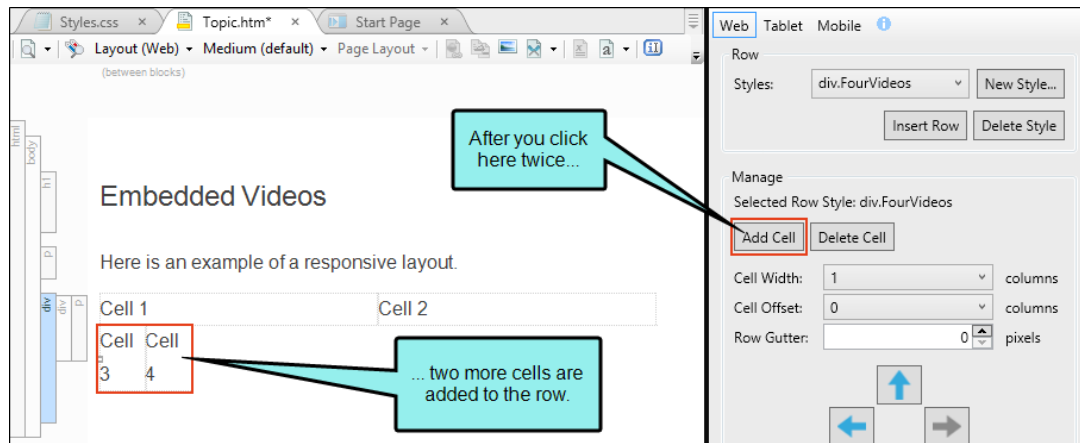 Styles.css × Topic.htm* × Start Page ×
Layout (Web) Medium (default) Page Layout a
(between blocks)
html
body
h1
p
div
div
p
Embedded Videos
Here is an example of a responsive layout.
Cell 1 Cell 2
Cell Cell
3 4
After you click
here twice...
... two more cells are
added to the row.
Web Tablet Mobile i
Row
Styles: div.FourVideos New Style...
Insert Row Delete Style
Manage
Selected Row Style: div.FourVideos
Add Cell Delete Cell
Cell Width: 1 columns
Cell Offset: 0 columns
Row Gutter: 0 pixels